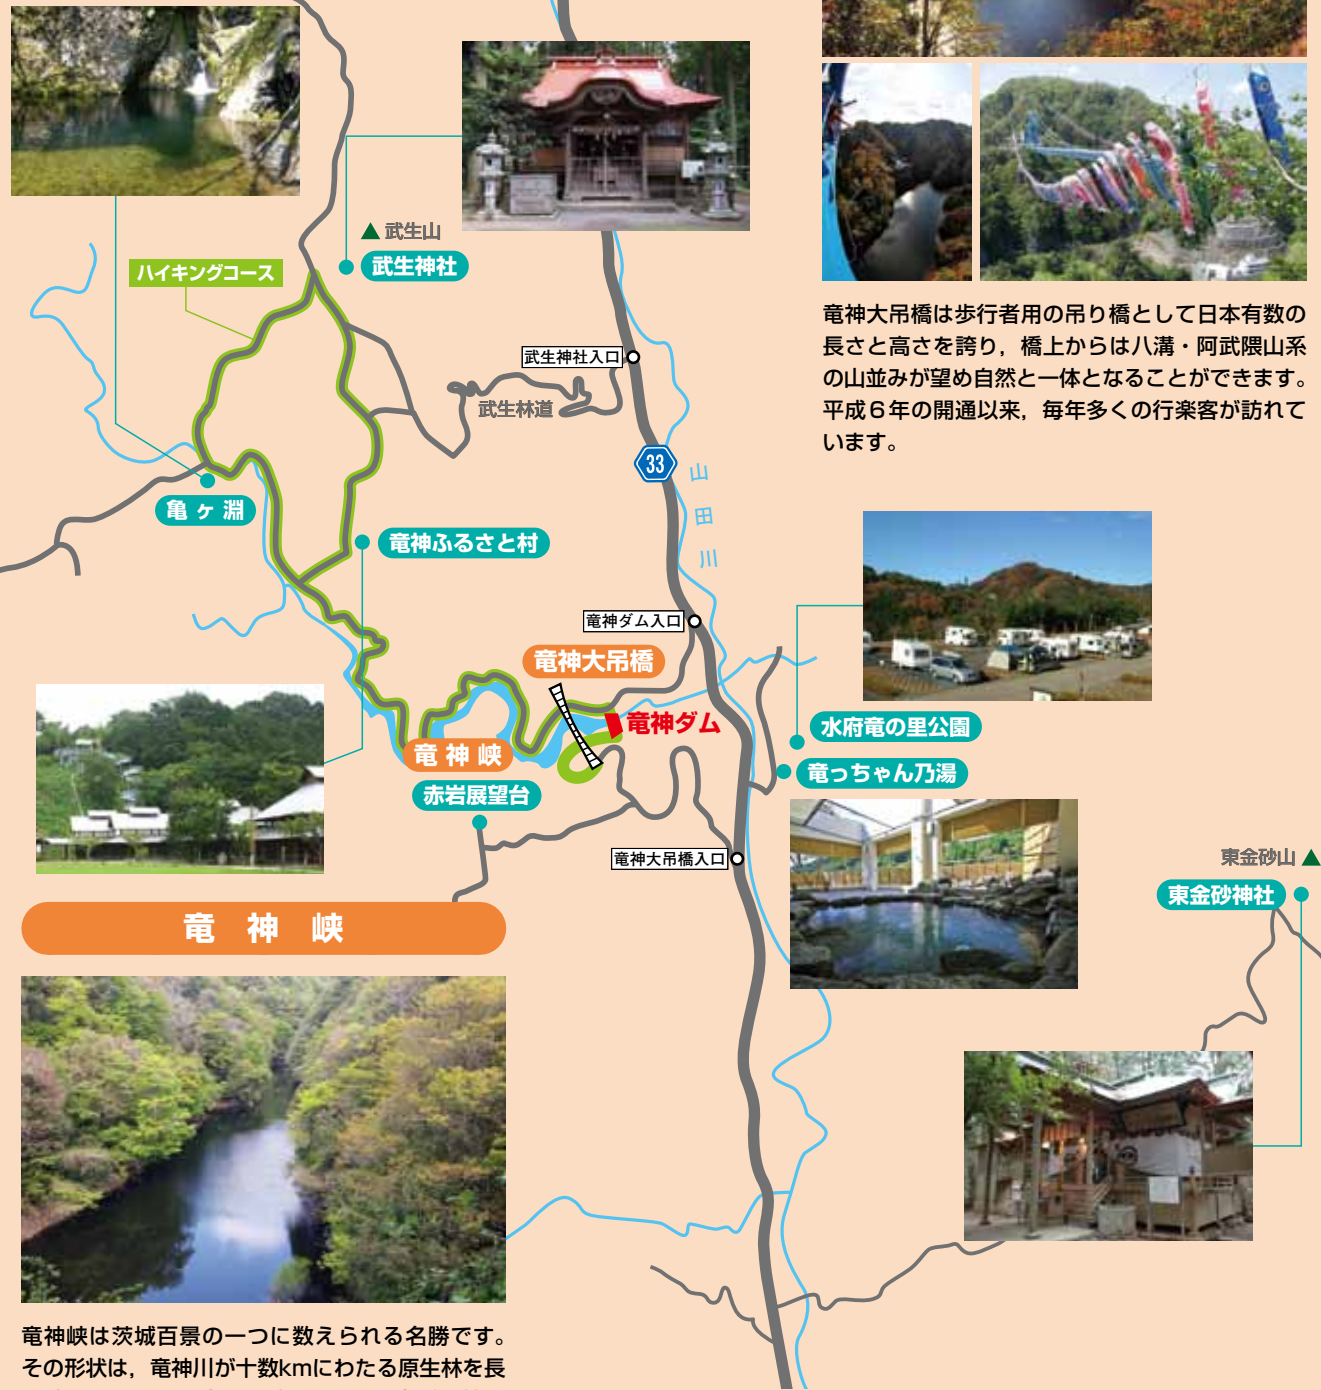 ▲ 武生山
武生神社
ハイキングコース
竜神大吊橋は歩行者用の吊り橋として日本有数の
長さと高さを誇り，橋上からは八溝・阿武隈山系
の山並みが望め自然と一体となることができます。
平成６年の開通以来，毎年多くの行楽客が訪れて
います。
武生神社入口
武生林道
33
山田川
亀ヶ淵
竜神ふるさと村
竜神ダム入口
竜神大吊橋
竜神ダム
水府竜の里公園
竜神峡
竜っちゃん乃湯
赤岩展望台
竜神大吊橋入口
東金砂山 ▲
東金砂神社
竜神峡
竜神峡は茨城百景の一つに数えられる名勝です。
その形状は，竜神川が十数kmにわたる原生林を長